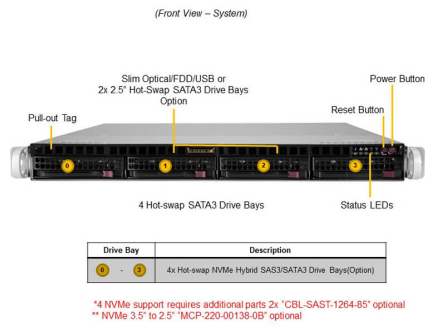 (Front View – System)
Slim Optical/FDD/USB or
2x 2.5" Hot-Swap SATA3 Drive Bays
Option
Power Button
Reset Button
Pull-out Tag
0 1 2 3
4 Hot-swap SATA3 Drive Bays
Status LEDs
Drive Bay Description
0 - 3 4x Hot-swap NVMe Hybrid SAS3/SATA3 Drive Bays(Option)
*4 NVMe support requires additional parts 2x "CBL-SAST-1264-85" optional
** NVMe 3.5" to 2.5" "MCP-220-00138-0B" optional